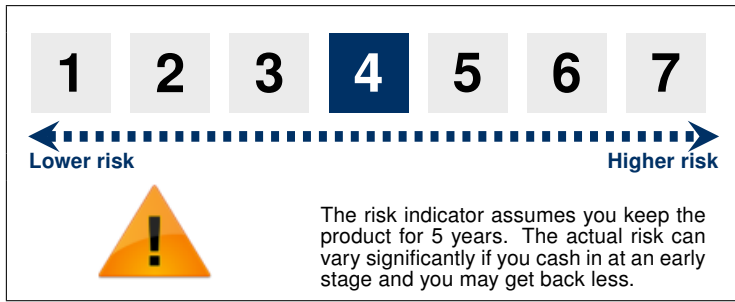 1 2 3 4 5 6 7
Lower risk Higher risk
!
The risk indicator assumes you keep the
product for 5 years. The actual risk can
vary significantly if you cash in at an early
stage and you may get back less.